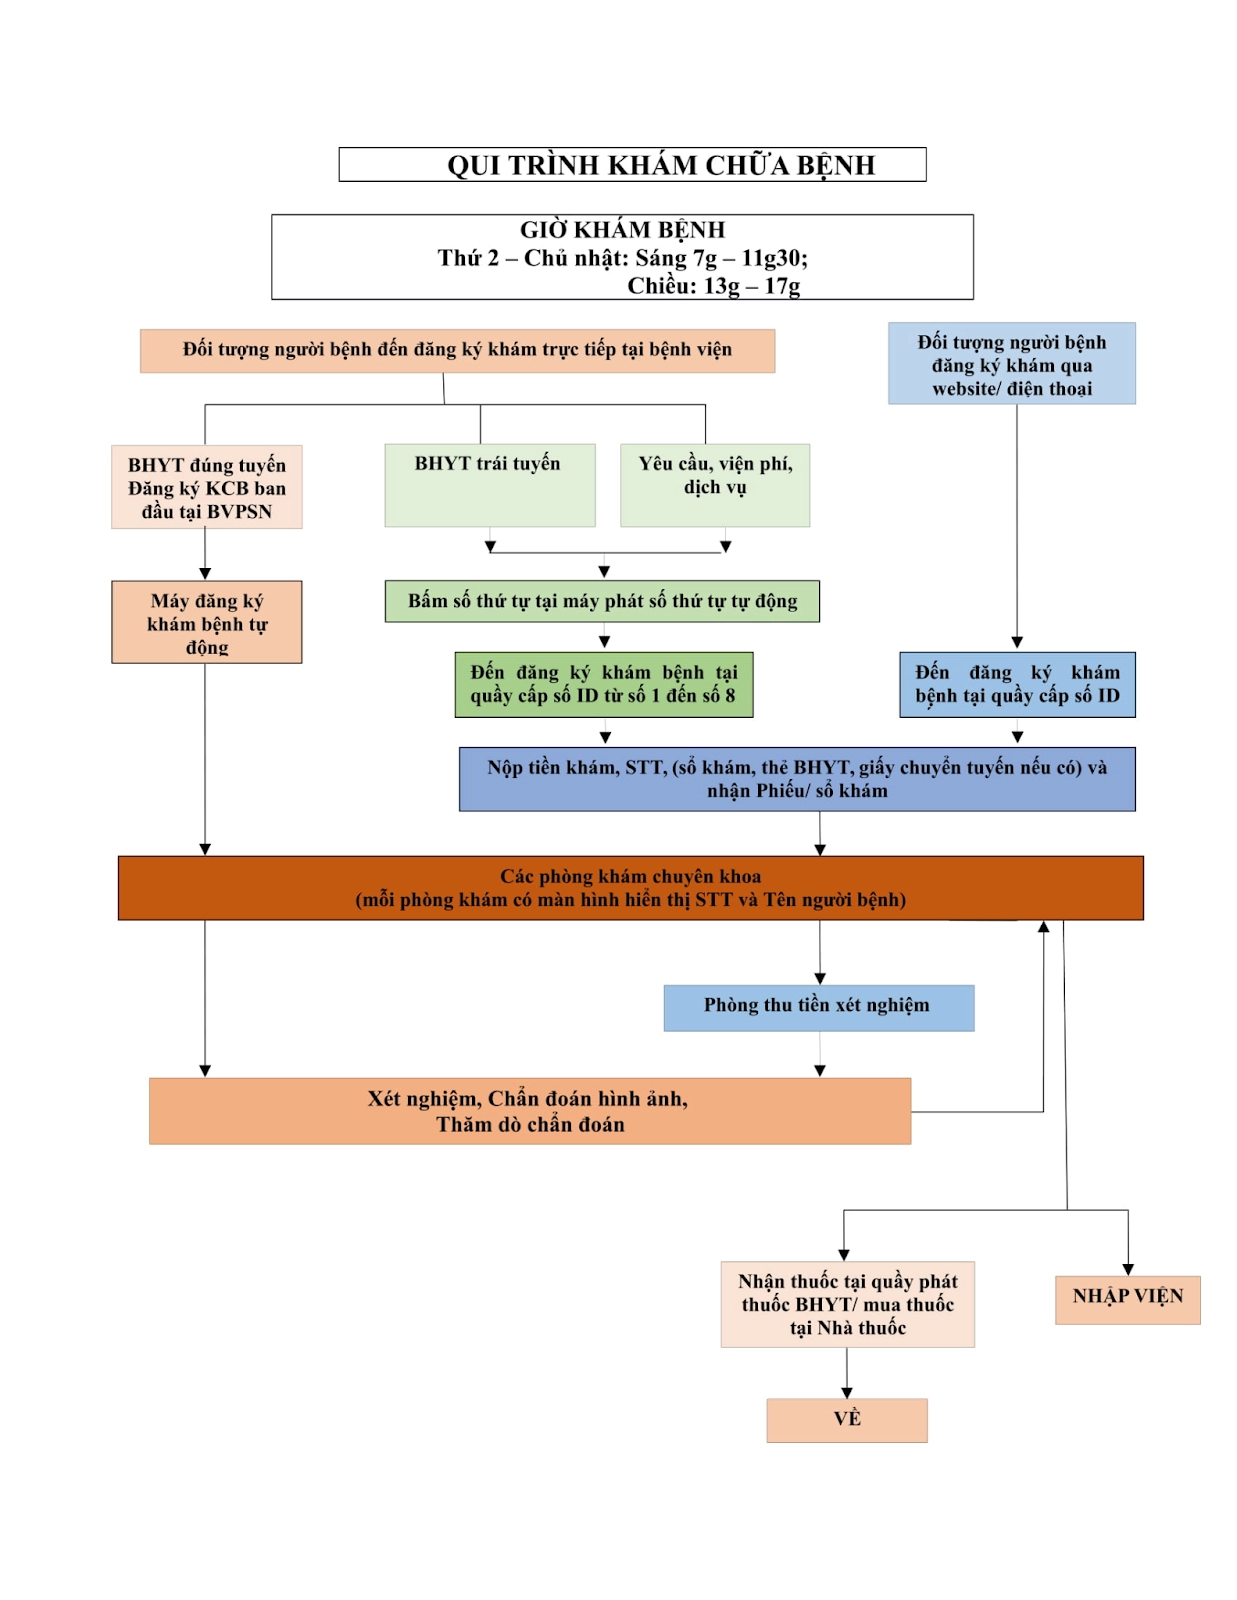 QUI TRÌNH KHÁM CHỮA BỆNH
GIỜ KHÁM BỆNH
Thứ 2 – Chủ nhật: Sáng 7g – 11g30;
Chiều: 13g – 17g
Đối tượng người bệnh đến đăng ký khám trực tiếp tại bệnh viện
Đối tượng người bệnh
đăng ký khám qua
website/ điện thoại
BHYT đúng tuyến
Đăng ký KCB ban
đầu tại BVPSN
BHYT trái tuyến
Yêu cầu, viện phí,
dịch vụ
Máy đăng ký
khám bệnh tự
động
Bấm số thứ tự tại máy phát số thứ tự tự động
Đến đăng ký khám bệnh tại
quầy cấp số ID từ số 1 đến số 8
Đến đăng ký khám
bệnh tại quầy cấp số ID
Nộp tiền khám, STT, (sổ khám, thẻ BHYT, giấy chuyển tuyến nếu có) và
nhận Phiếu/ sổ khám
Các phòng khám chuyên khoa
(mỗi phòng khám có màn hình hiển thị STT và Tên người bệnh)
Phòng thu tiền xét nghiệm
Xét nghiệm, Chẩn đoán hình ảnh,
Thăm dò chẩn đoán
Nhận thuốc tại quầy phát
thuốc BHYT/ mua thuốc
tại Nhà thuốc
NHẬP VIỆN
VỀ